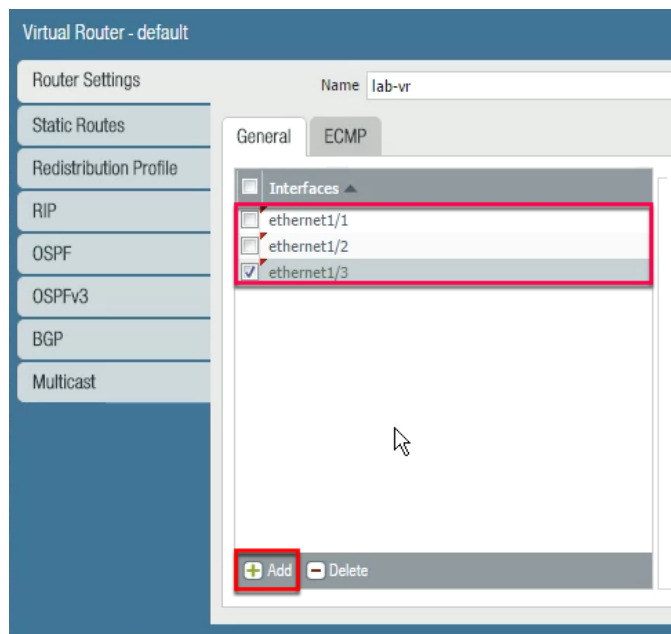 Virtual Router - default
Router Settings
Static Routes
Redistribution Profile
RIP
OSPF
OSPFv3
BGP
Multicast
Name lab-vr
General ECMP
Interfaces
ethernet1/1
ethernet1/2
ethernet1/3
Add Delete